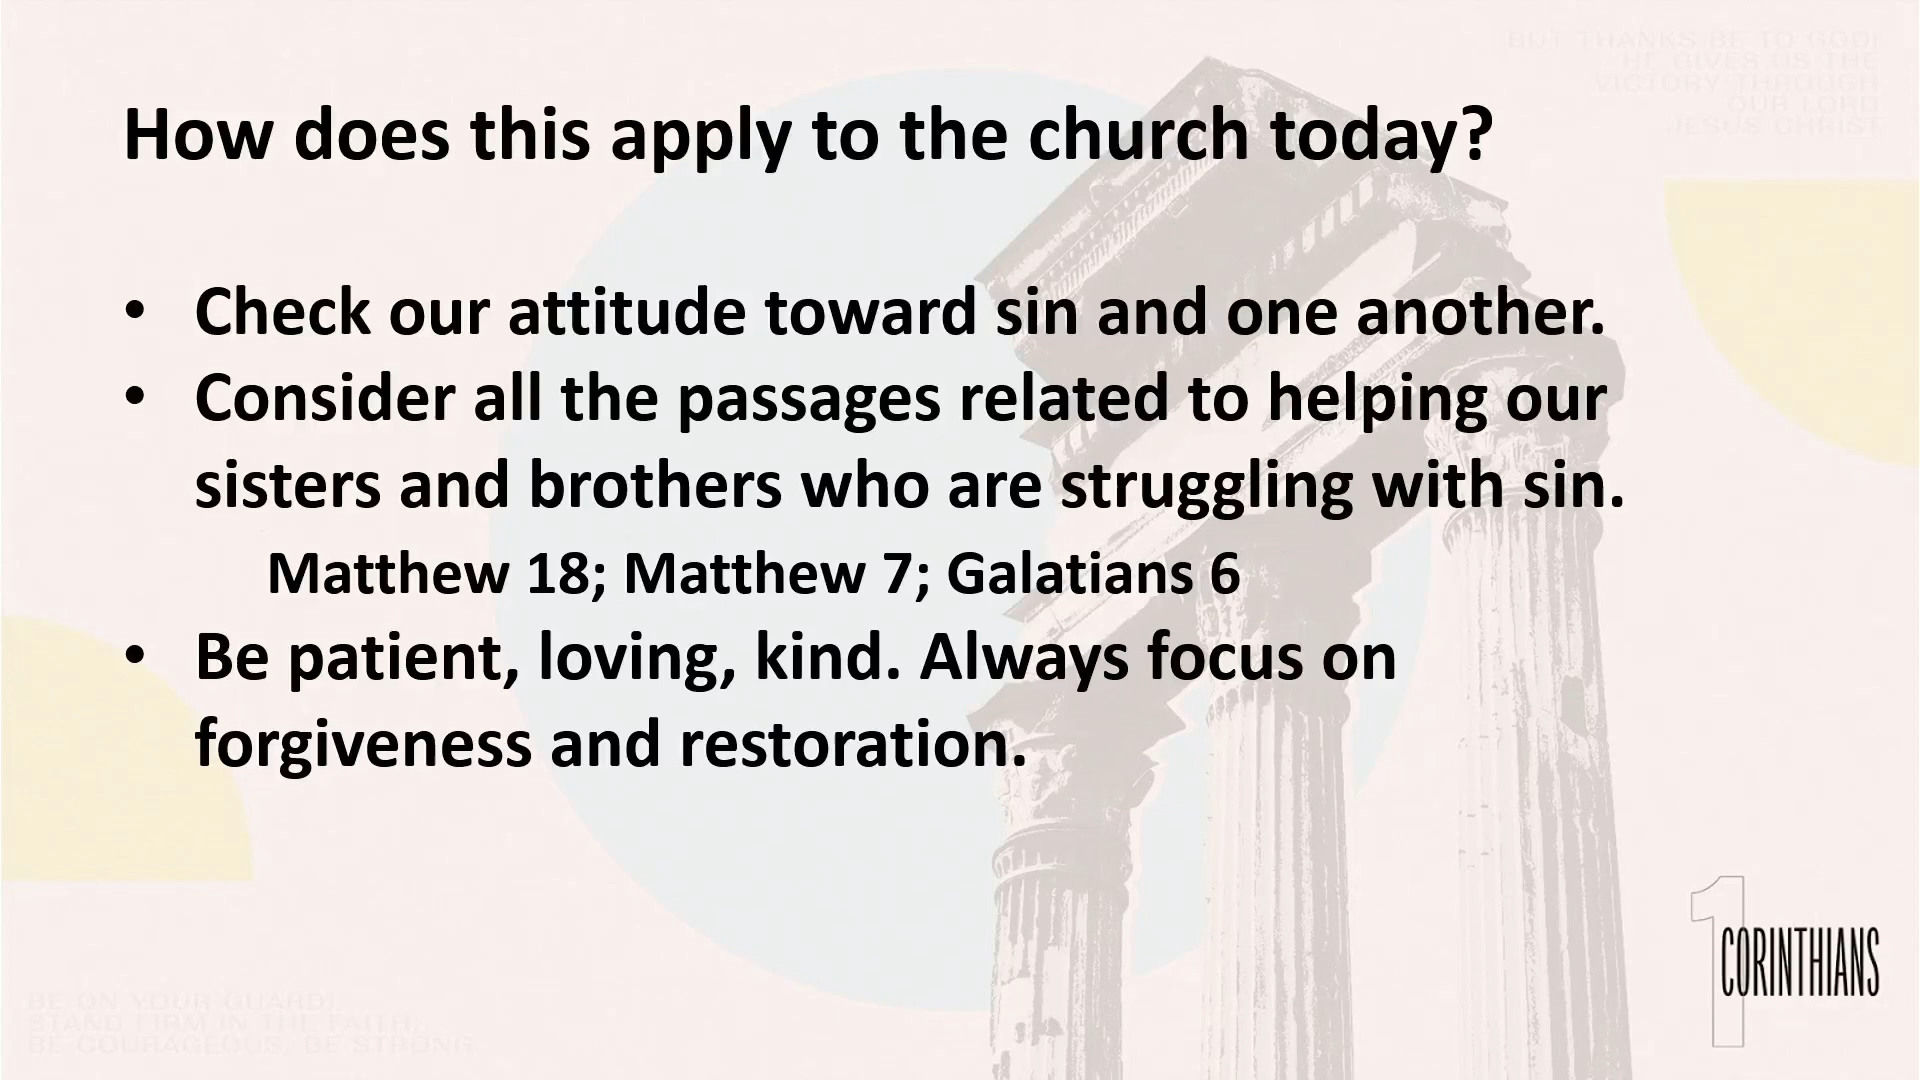 BUT THANKS BE TO GOD!
HE GIVES US THE
VICTORY THROUGH
OUR LORD
JESUS CHRIST
How does this apply to the church today?
• Check our attitude toward sin and one another.
• Consider all the passages related to helping our
sisters and brothers who are struggling with sin.
Matthew 18; Matthew 7; Galatians 6
• Be patient, loving, kind. Always focus on
forgiveness and restoration.
1
CORINTHIANS
BE ON YOUR GUARD;
STAND FIRM IN THE FAITH;
BE COURAGEOUS; BE STRONG